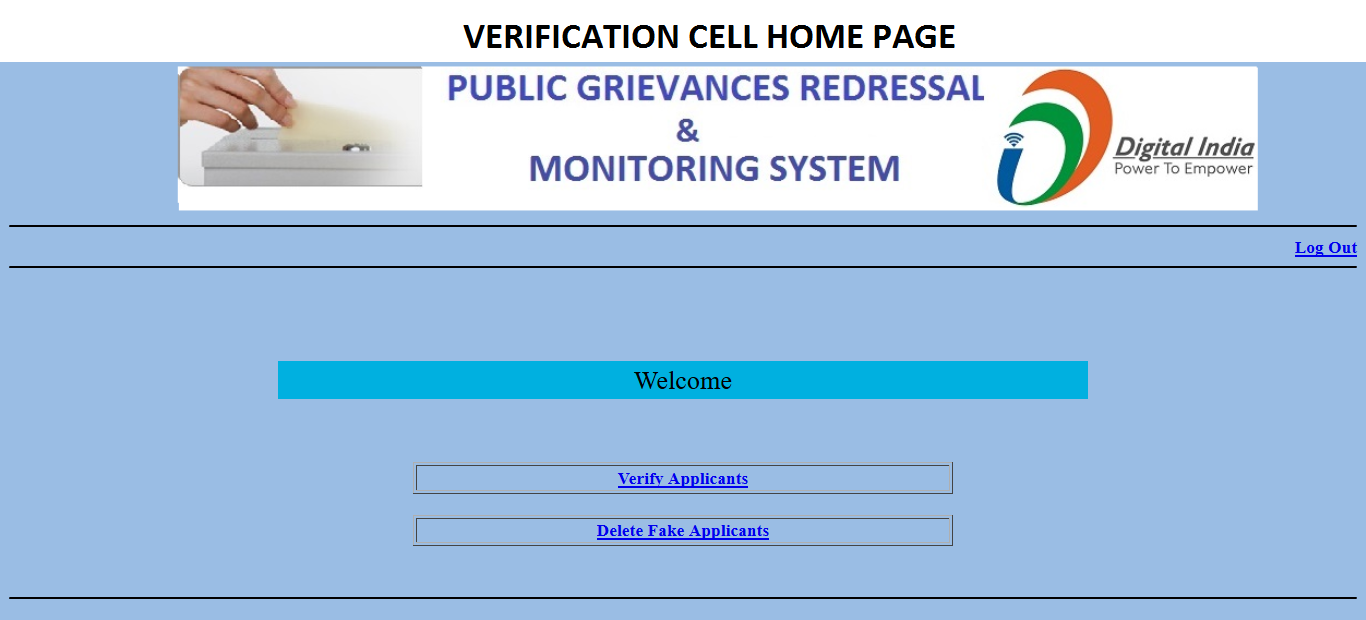 VERIFICATION CELL HOME PAGE
PUBLIC GRIEVANCES REDRESSAL
&
MONITORING SYSTEM
Digital India
Power To Empower
Log Out
Welcome
Verify Applicants
Delete Fake Applicants